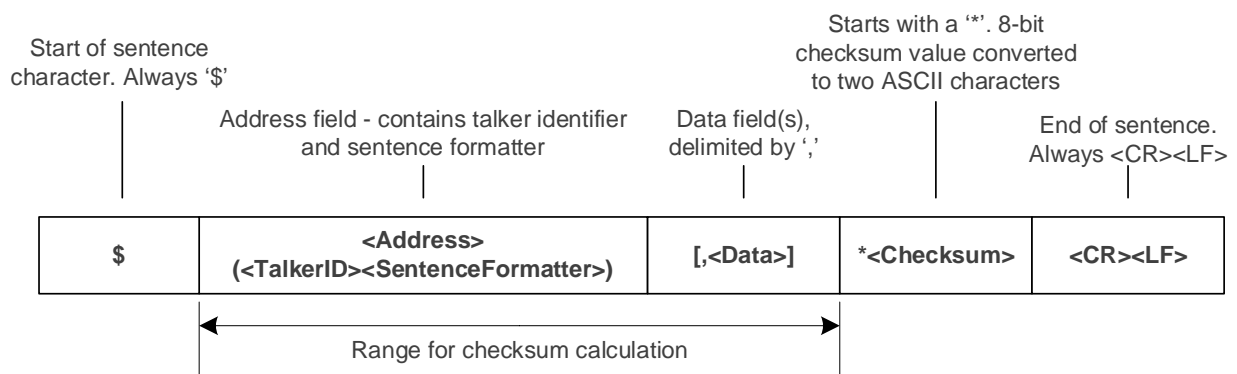 Start of sentence
character. Always ‘$’
Address field - contains talker identifier
and sentence formatter
Data field(s),
delimited by ‘,’
Starts with a ‘*’. 8-bit
checksum value converted
to two ASCII characters
End of sentence.
Always <CR><LF>
$
<Address>
(<TalkerID><SentenceFormatter>)
[,<Data>]
*<Checksum>
<CR><LF>
Range for checksum calculation